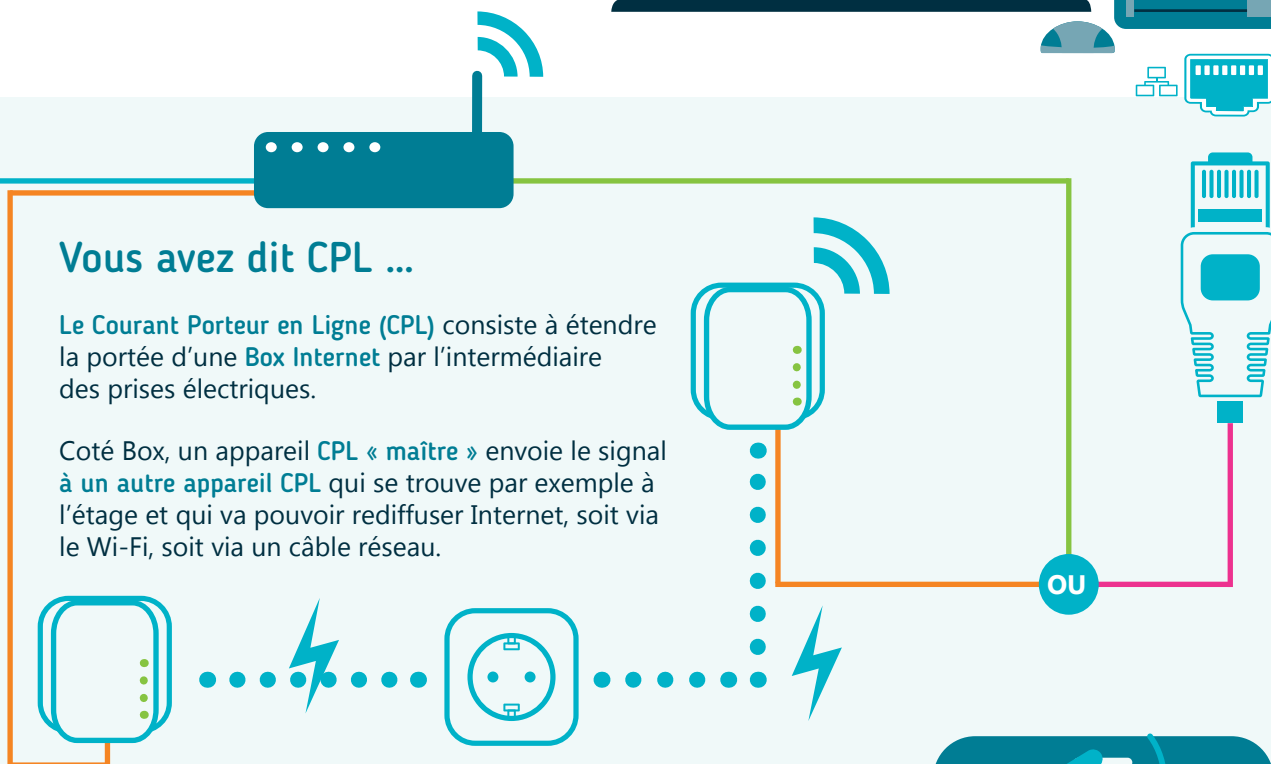 Vous avez dit CPL ...
Le Courant Porteur en Ligne (CPL) consiste à étendre
la portée d'une Box Internet par l'intermédiaire
des prises électriques.
Coté Box, un appareil CPL « maître » envoie le signal
à un autre appareil CPL qui se trouve par exemple à
l'étage et qui va pouvoir rediffuser Internet, soit via
le Wi-Fi, soit via un câble réseau.
OU